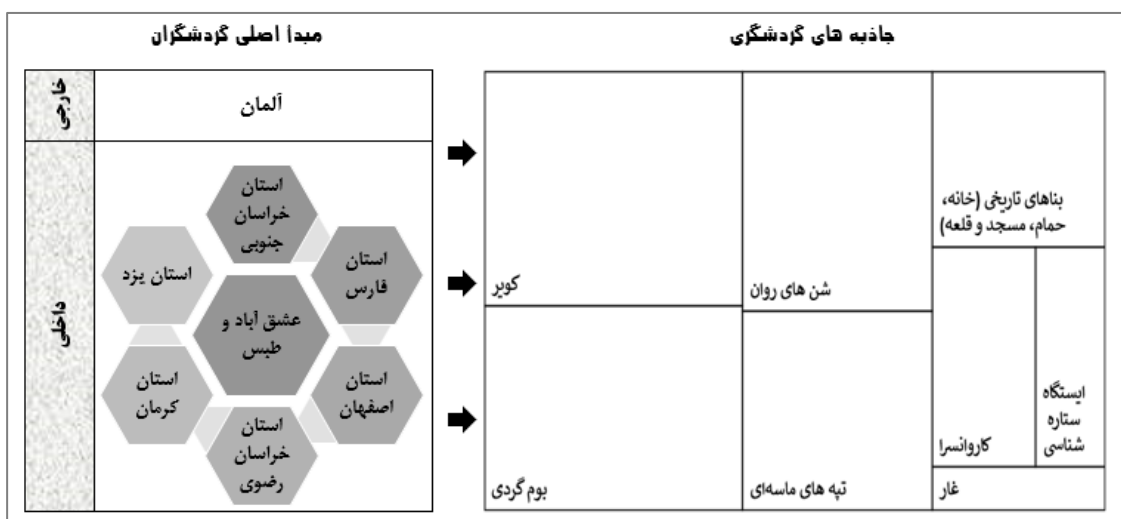 جاذبه های گردشگری
مبدأ اصلی گردشگران
خارجی
آلمان
داخلی
استان
خراسان
جنوبی
استان
فارس
استان یزد
عشق آباد و
طبس
استان
اصفهان
استان
کرمان
استان
خراسان
رضوی
کویر
شن های روان
بناهای تاریخی (خانه،
حمام، مسجد و قلعه)
بوم گردی
تپه های ماسه‌ای
کاروانسرا
ایستگاه
ستاره
شناسی
غار